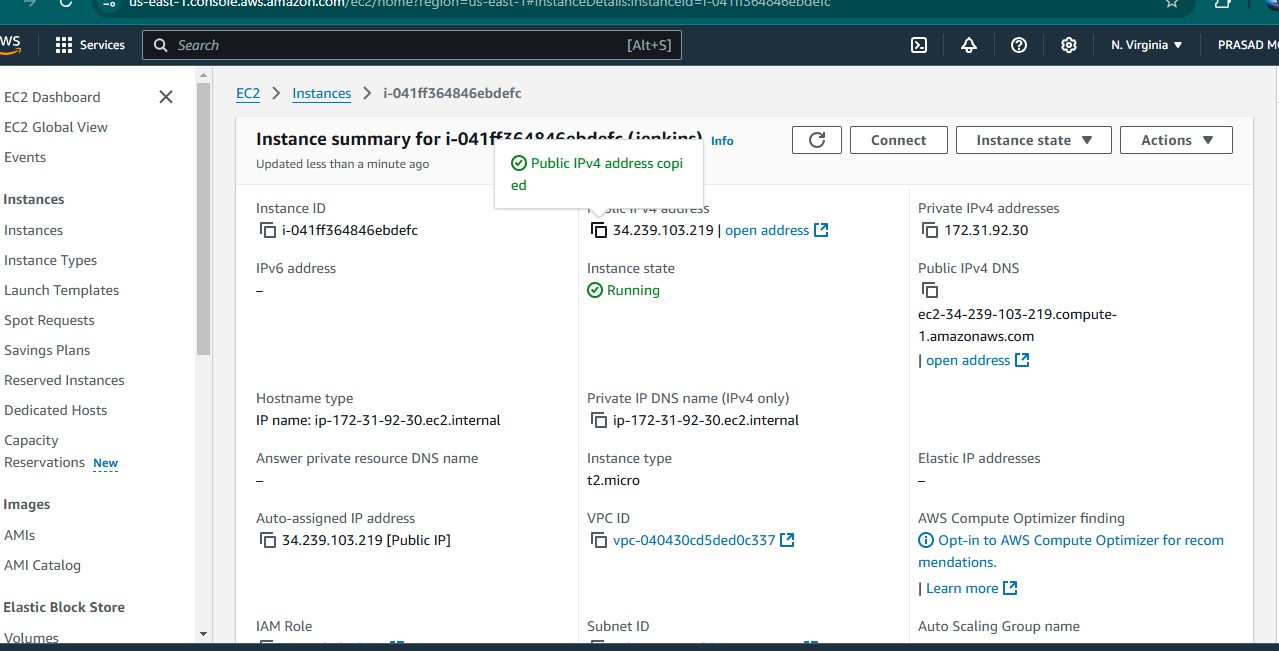 us-east-1.console.aws.amazon.com/ec2/home?region=us-east-1#InstanceDetails:instanceId=i-041ff364846ebdefc
Services
Search
[Alt+S]
N. Virginia
PRASAD
EC2 Dashboard
EC2 Global View
Events
Instances
Instances
Instance Types
Launch Templates
Spot Requests
Savings Plans
Reserved Instances
Dedicated Hosts
Capacity
Reservations New
Images
AMIs
AMI Catalog
Elastic Block Store
Volumes
EC2 > Instances > i-041ff364846ebdefc
Instance summary for i-041ff364846ebdefc (jenkins) Info
Updated less than a minute ago
Connect
Instance state
Actions
Public IPv4 address copi
ed
Instance ID
i-041ff364846ebdefc
Public IPv4 address
34.239.103.219 | open address
Private IPv4 addresses
172.31.92.30
IPv6 address
–
Instance state
Running
Public IPv4 DNS
ec2-34-239-103-219.compute-
1.amazonaws.com
| open address
Hostname type
IP name: ip-172-31-92-30.ec2.internal
Private IP DNS name (IPv4 only)
ip-172-31-92-30.ec2.internal
Answer private resource DNS name
–
Instance type
t2.micro
Elastic IP addresses
–
Auto-assigned IP address
34.239.103.219 [Public IP]
VPC ID
vpc-040430cd5ded0c337
AWS Compute Optimizer finding
Opt-in to AWS Compute Optimizer for recom
mendations.
| Learn more
IAM Role
Subnet ID
Auto Scaling Group name